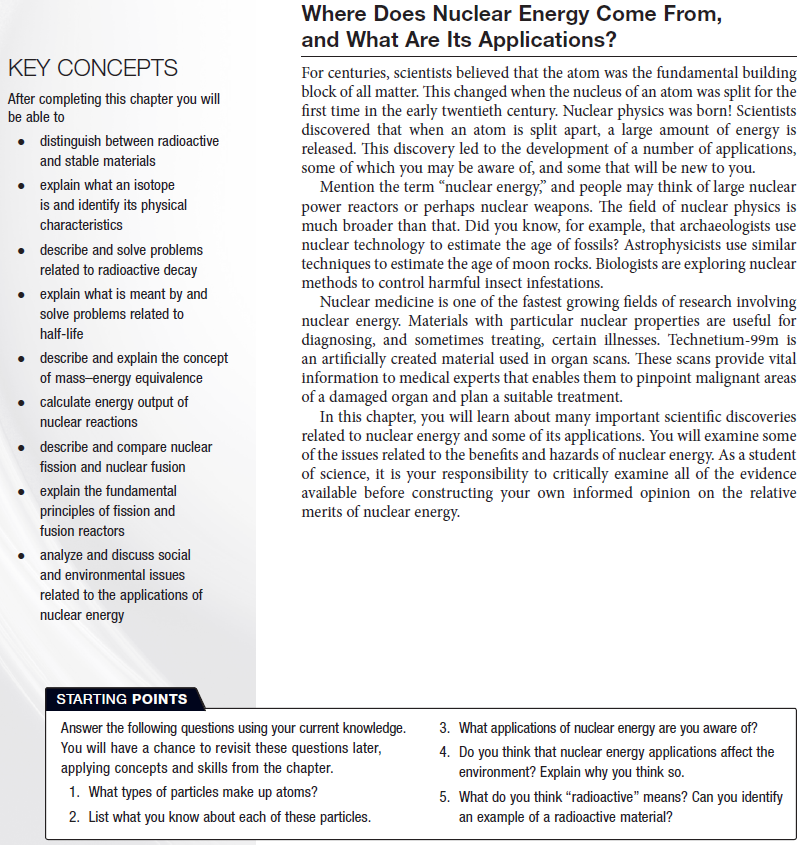 Where Does Nuclear Energy Come From,
and What Are Its Applications?
KEY CONCEPTS
After completing this chapter you will
be able to
• distinguish between radioactive
and stable materials
• explain what an isotope
is and identify its physical
characteristics
• describe and solve problems
related to radioactive decay
• explain what is meant by and
solve problems related to
half-life
• describe and explain the concept
of mass–energy equivalence
• calculate energy output of
nuclear reactions
• describe and compare nuclear
fission and nuclear fusion
• explain the fundamental
principles of fission and
fusion reactors
• analyze and discuss social
and environmental issues
related to the applications of
nuclear energy
For centuries, scientists believed that the atom was the fundamental building
block of all matter. This changed when the nucleus of an atom was split for the
first time in the early twentieth century. Nuclear physics was born! Scientists
discovered that when an atom is split apart, a large amount of energy is
released. This discovery led to the development of a number of applications,
some of which you may be aware of, and some that will be new to you.
Mention the term “nuclear energy,” and people may think of large nuclear
power reactors or perhaps nuclear weapons. The field of nuclear physics is
much broader than that. Did you know, for example, that archaeologists use
nuclear technology to estimate the age of fossils? Astrophysicists use similar
techniques to estimate the age of moon rocks. Biologists are exploring nuclear
methods to control harmful insect infestations.
Nuclear medicine is one of the fastest growing fields of research involving
nuclear energy. Materials with particular nuclear properties are useful for
diagnosing, and sometimes treating, certain illnesses. Technetium-99m is
an artificially created material used in organ scans. These scans provide vital
information to medical experts that enables them to pinpoint malignant areas
of a damaged organ and plan a suitable treatment.
In this chapter, you will learn about many important scientific discoveries
related to nuclear energy and some of its applications. You will examine some
of the issues related to the benefits and hazards of nuclear energy. As a student
of science, it is your responsibility to critically examine all of the evidence
available before constructing your own informed opinion on the relative
merits of nuclear energy.
STARTING POINTS
Answer the following questions using your current knowledge.
You will have a chance to revisit these questions later,
applying concepts and skills from the chapter.
1. What types of particles make up atoms?
2. List what you know about each of these particles.
3. What applications of nuclear energy are you aware of?
4. Do you think that nuclear energy applications affect the
environment? Explain why you think so.
5. What do you think “radioactive” means? Can you identify
an example of a radioactive material?